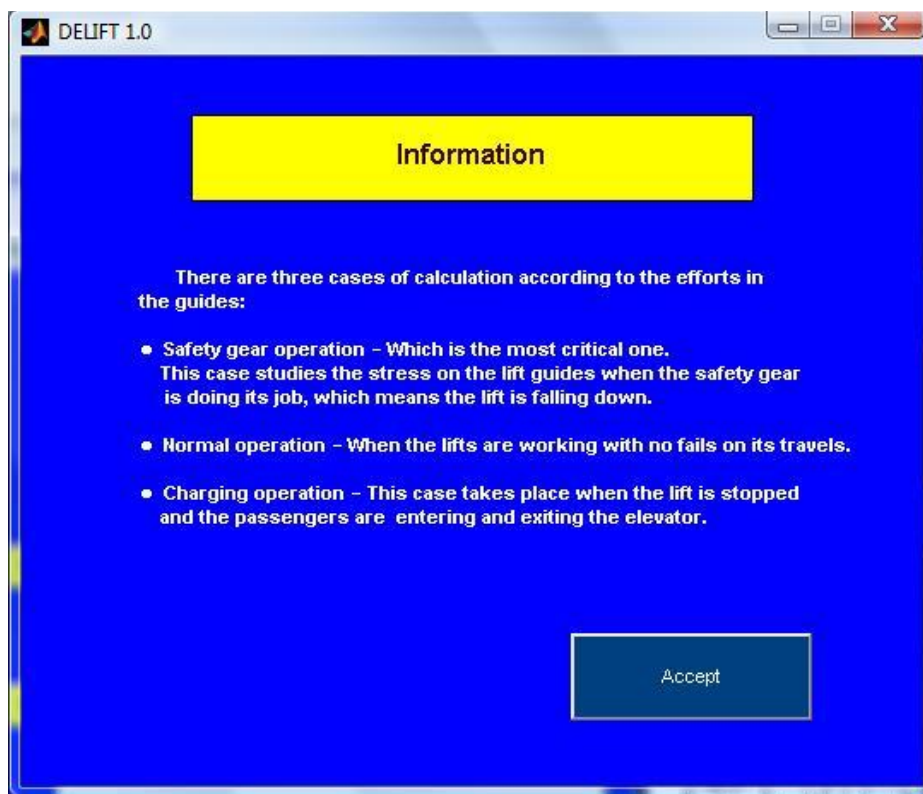 DELIFT 1.0
Information
There are three cases of calculation according to the efforts in
the guides:
• Safety gear operation – Which is the most critical one.
This case studies the stress on the lift guides when the safety gear
is doing its job, which means the lift is falling down.
• Normal operation – When the lifts are working with no fails on its travels.
• Charging operation – This case takes place when the lift is stopped
and the passengers are entering and exiting the elevator.
Accept